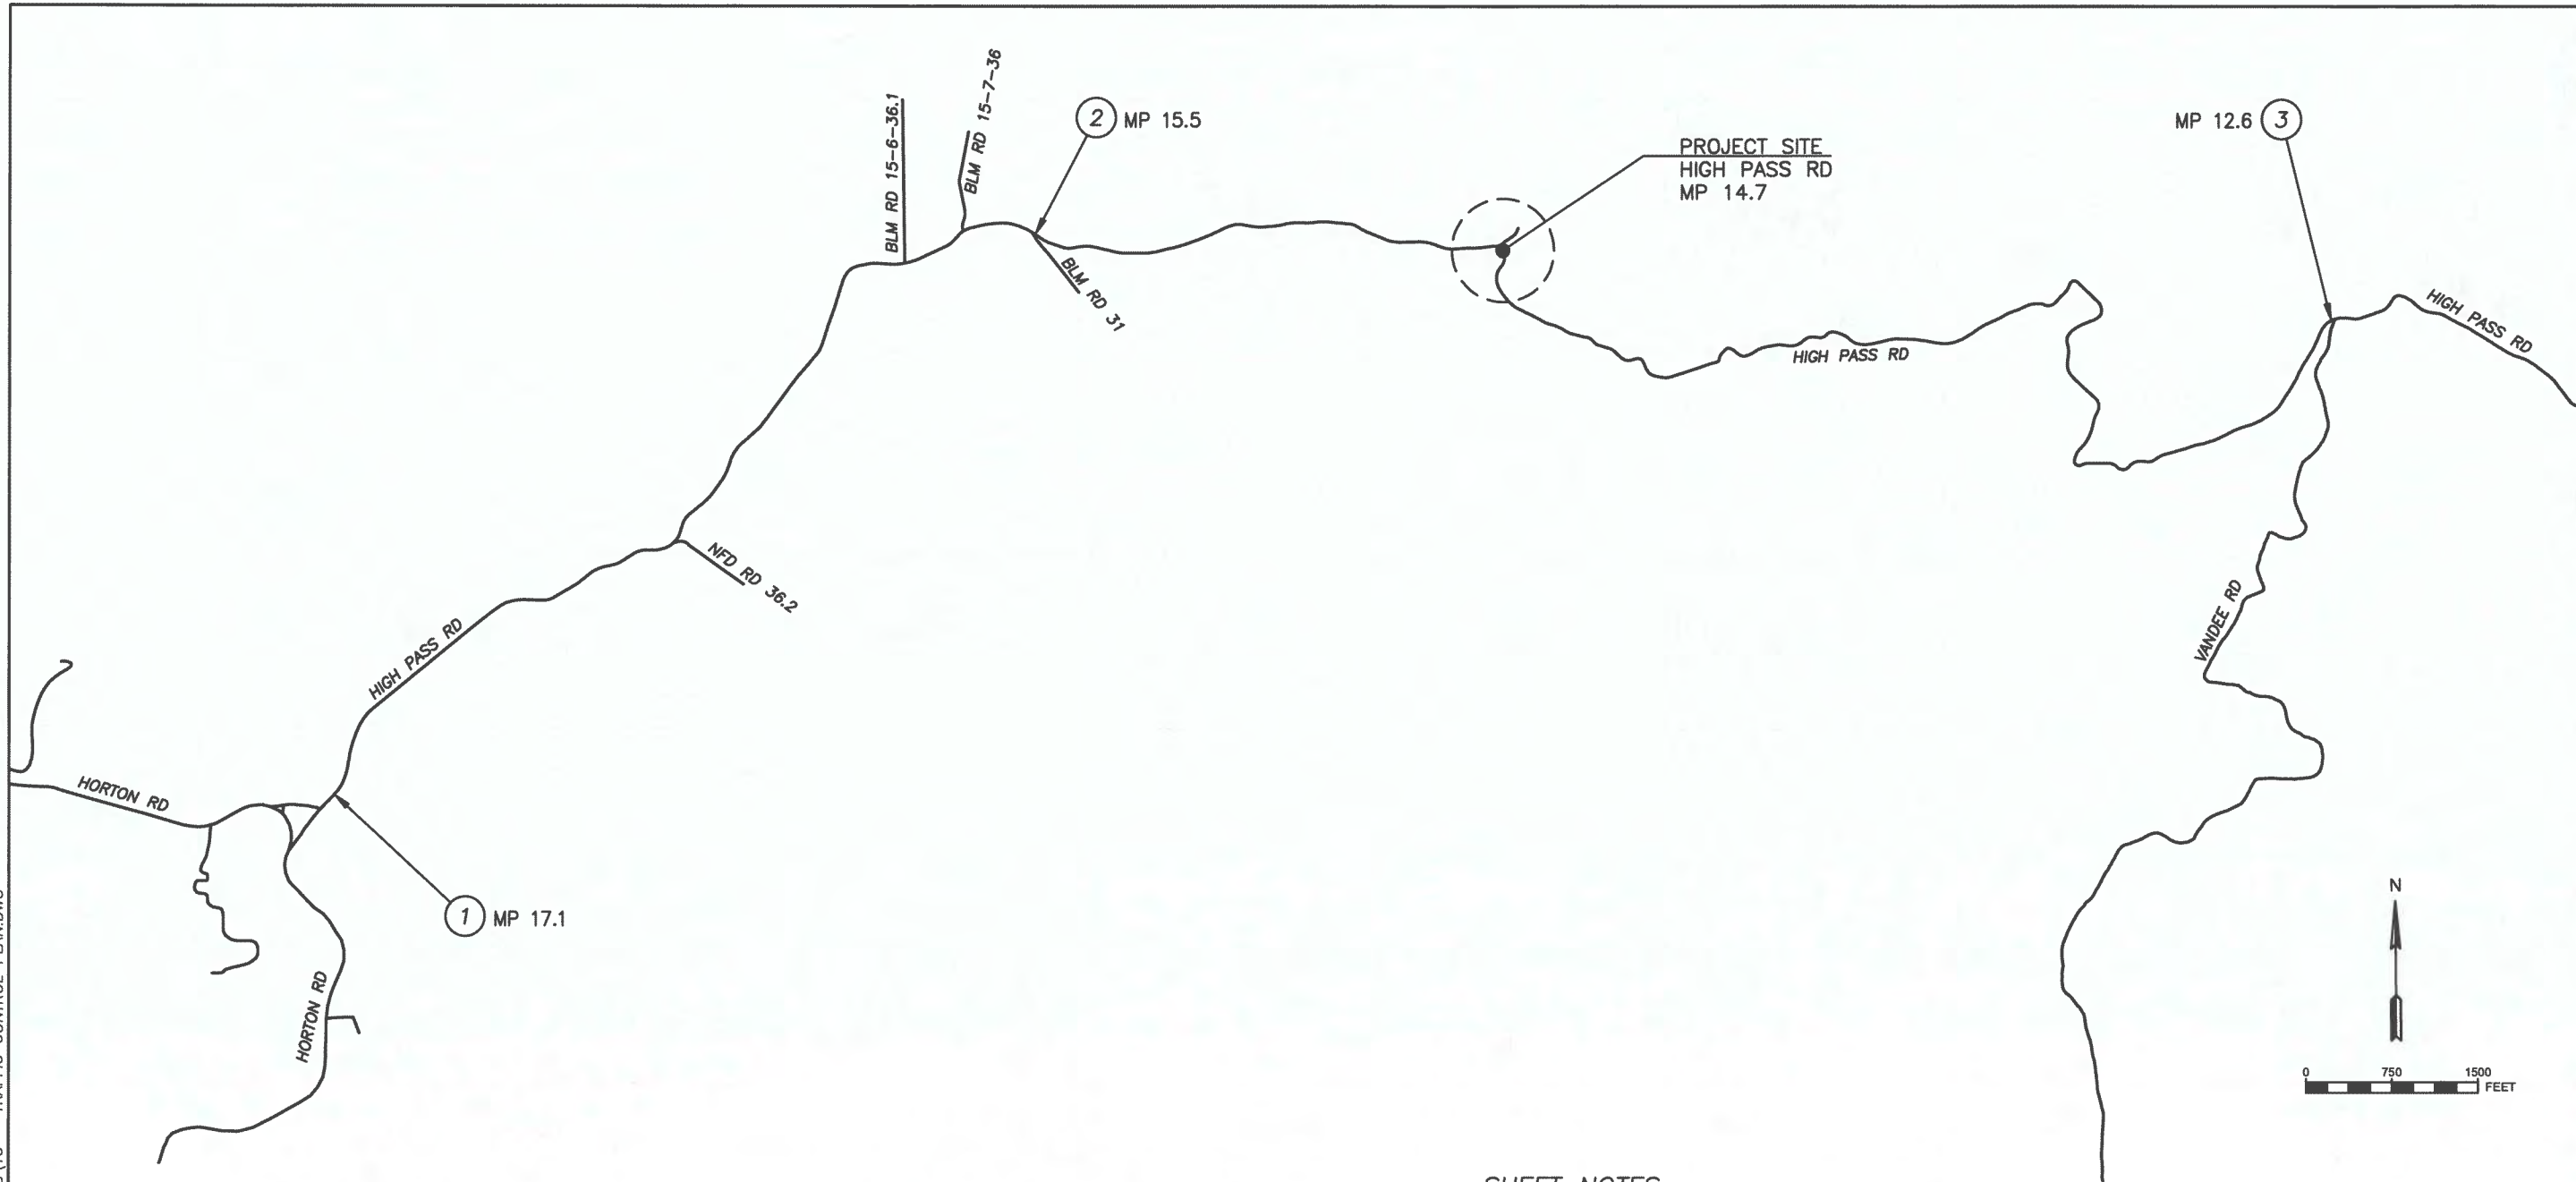 BLM RD 15-6-36.1
BLM RD 15-7-36
2 MP 15.5
PROJECT SITE
HIGH PASS RD
MP 14.7
MP 12.6 3
BLM RD 31
HIGH PASS RD
HIGH PASS RD
NFD RD 36.2
HIGH PASS RD
VANDEE RD
HORTON RD
1 MP 17.1
HORTON RD
N
0 750 1500
FEET
SHEET NOTES